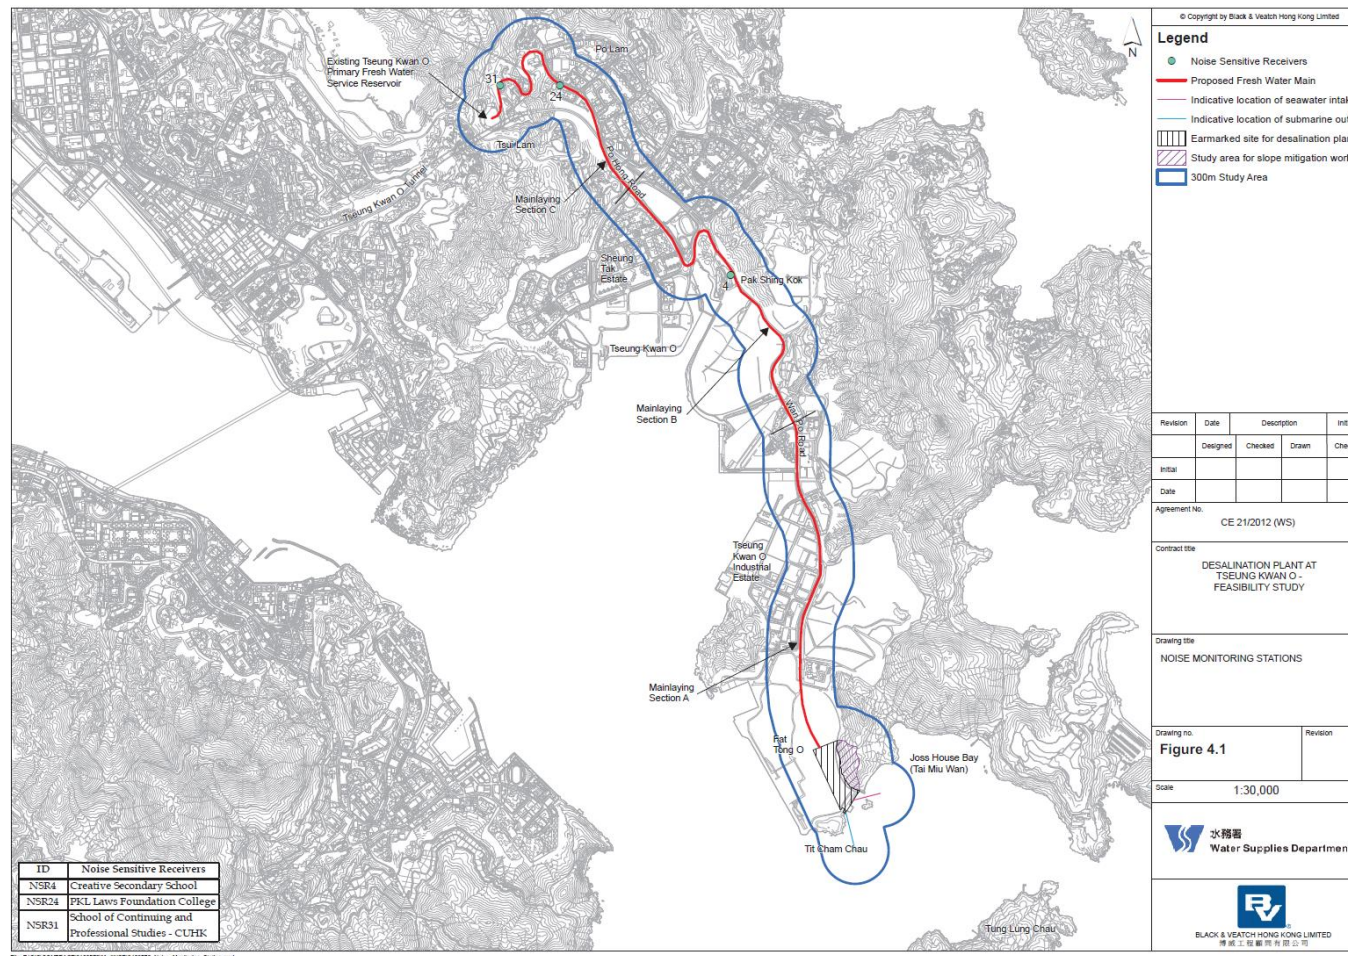 © Copyright by Black & Veatch Hong Kong Limited
Legend
Noise Sensitive Receivers
Proposed Fresh Water Main
Indicative location of seawater intak
Indicative location of submarine out
Earmarked site for desalination plan
Study area for slope mitigation work
300m Study Area
N
Po Lam
Existing Tseung Kwan O
Primary Fresh Water
Service Reservoir
31
24
Tsui Lam
Tseung Kwan O Tunnel
Po Hong Road
Mainlaying
Section C
Sheung
Tak
Estate
4
Pak Shing Kok
Tseung Kwan O
Mainlaying
Section B
Wan Po Road
Tseung
Kwan O
Industrial
Estate
Mainlaying
Section A
Fat
Tong O
Joss House Bay
(Tai Miu Wan)
Tit Cham Chau
Tung Lung Chau
ID Noise Sensitive Receivers
NSR4 Creative Secondary School
NSR24 PKL Laws Foundation College
NSR31 School of Continuing and
Professional Studies - CUHK
Revision Date Description Initi
Designed Checked Drawn Chec
Initial
Date
Agreement No.
CE 21/2012 (WS)
Contract title
DESALINATION PLANT AT
TSEUNG KWAN O -
FEASIBILITY STUDY
Drawing title
NOISE MONITORING STATIONS
Drawing no. Revision
Figure 4.1
Scale 1:30,000
水務署
Water Supplies Departmen
BV
BLACK & VEATCH HONG KONG LIMITED
博威工程顧問有限公司